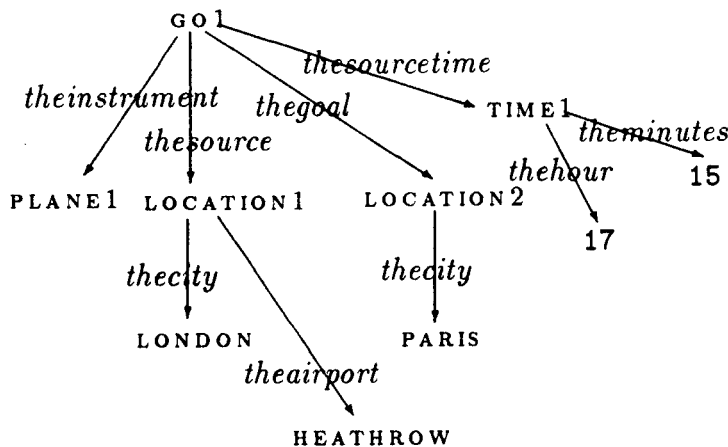 GO1
thesourcetime
theinstrument
thegoal
TIME1
theminutes
thesource
thehour
PLANE1 LOCATION1 LOCATION2 15
17
thecity thecity
LONDON PARIS
theairport
HEATHROW